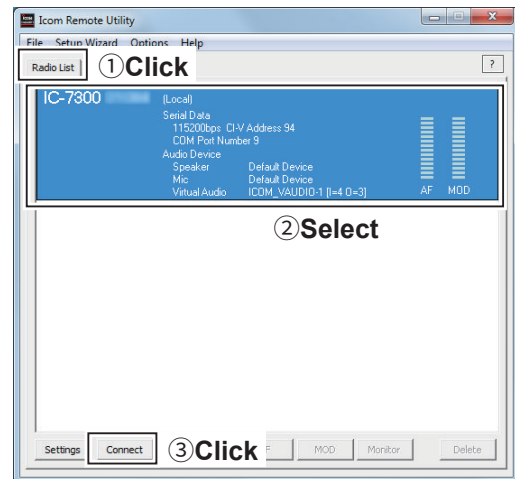 Icom Remote Utility
File Setup Wizard Options Help
Radio List ①Click ?
IC-7300 (Local)
Serial Data
115200bps CI-V Address 94
COM Port Number 9
Audio Device
Speaker Default Device
Mic Default Device
Virtual Audio ICOM_VAUDIO-1 [I=4 O=3] AF MOD
②Select
Settings Connect ③Click MOD Monitor Delete